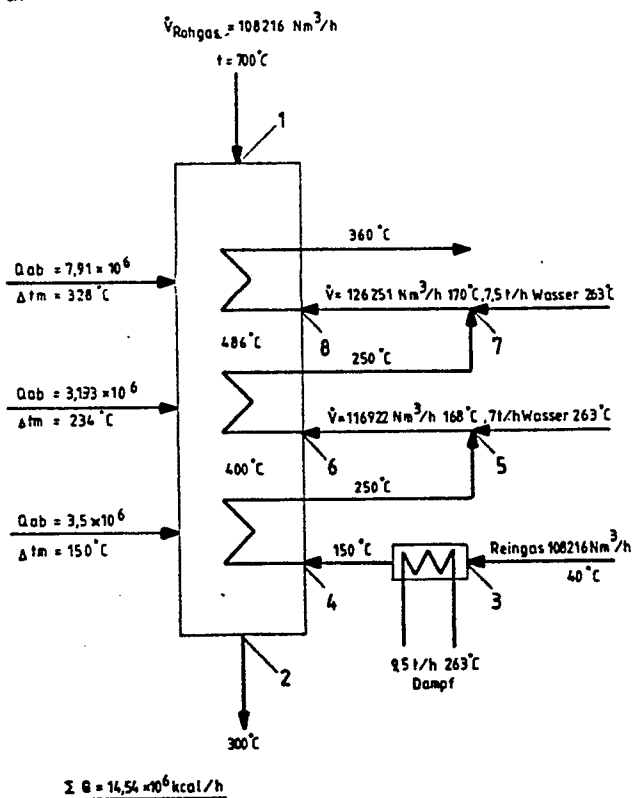 V̇Rohgas = 108216 Nm³/h
t = 700°C
1
360°C
Qab = 7,91 × 10⁶
Δtm = 328°C
V̇ = 126251 Nm³/h 170°C, 7,5 t/h Wasser 263°C
486°C
8
7
250°C
Qab = 3,133 × 10⁶
Δtm = 234°C
V̇ = 116922 Nm³/h 168°C, 7t/h Wasser 263°C
400°C
6
5
250°C
Qab = 3,5 × 10⁶
Δtm = 150°C
150°C
Reingas 108216 Nm³/h
40°C
4
3
9,5 t/h 263°C
Dampf
2
300°C
Σ Q = 14,54 × 10⁶ kcal/h